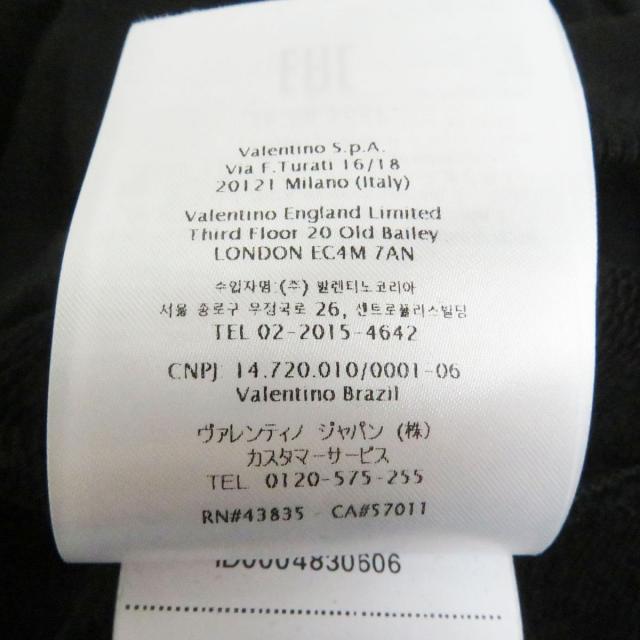 Valentino S.p.A.
Via F.Turati 16/18
20121 Milano (Italy)
Valentino England Limited
Third Floor 20 Old Bailey
LONDON EC4M 7AN
수입자명:(주) 발렌티노코리아
서울 종로구 우정국로 26, 센트로폴리스빌딩
TEL 02-2015-4642
CNPJ 14.720.010/0001-06
Valentino Brazil
ヴァレンティノ ジャパン (株)
カスタマーサービス
TEL 0120-575-255
RN#43835 - CA#57011
ID0004830606